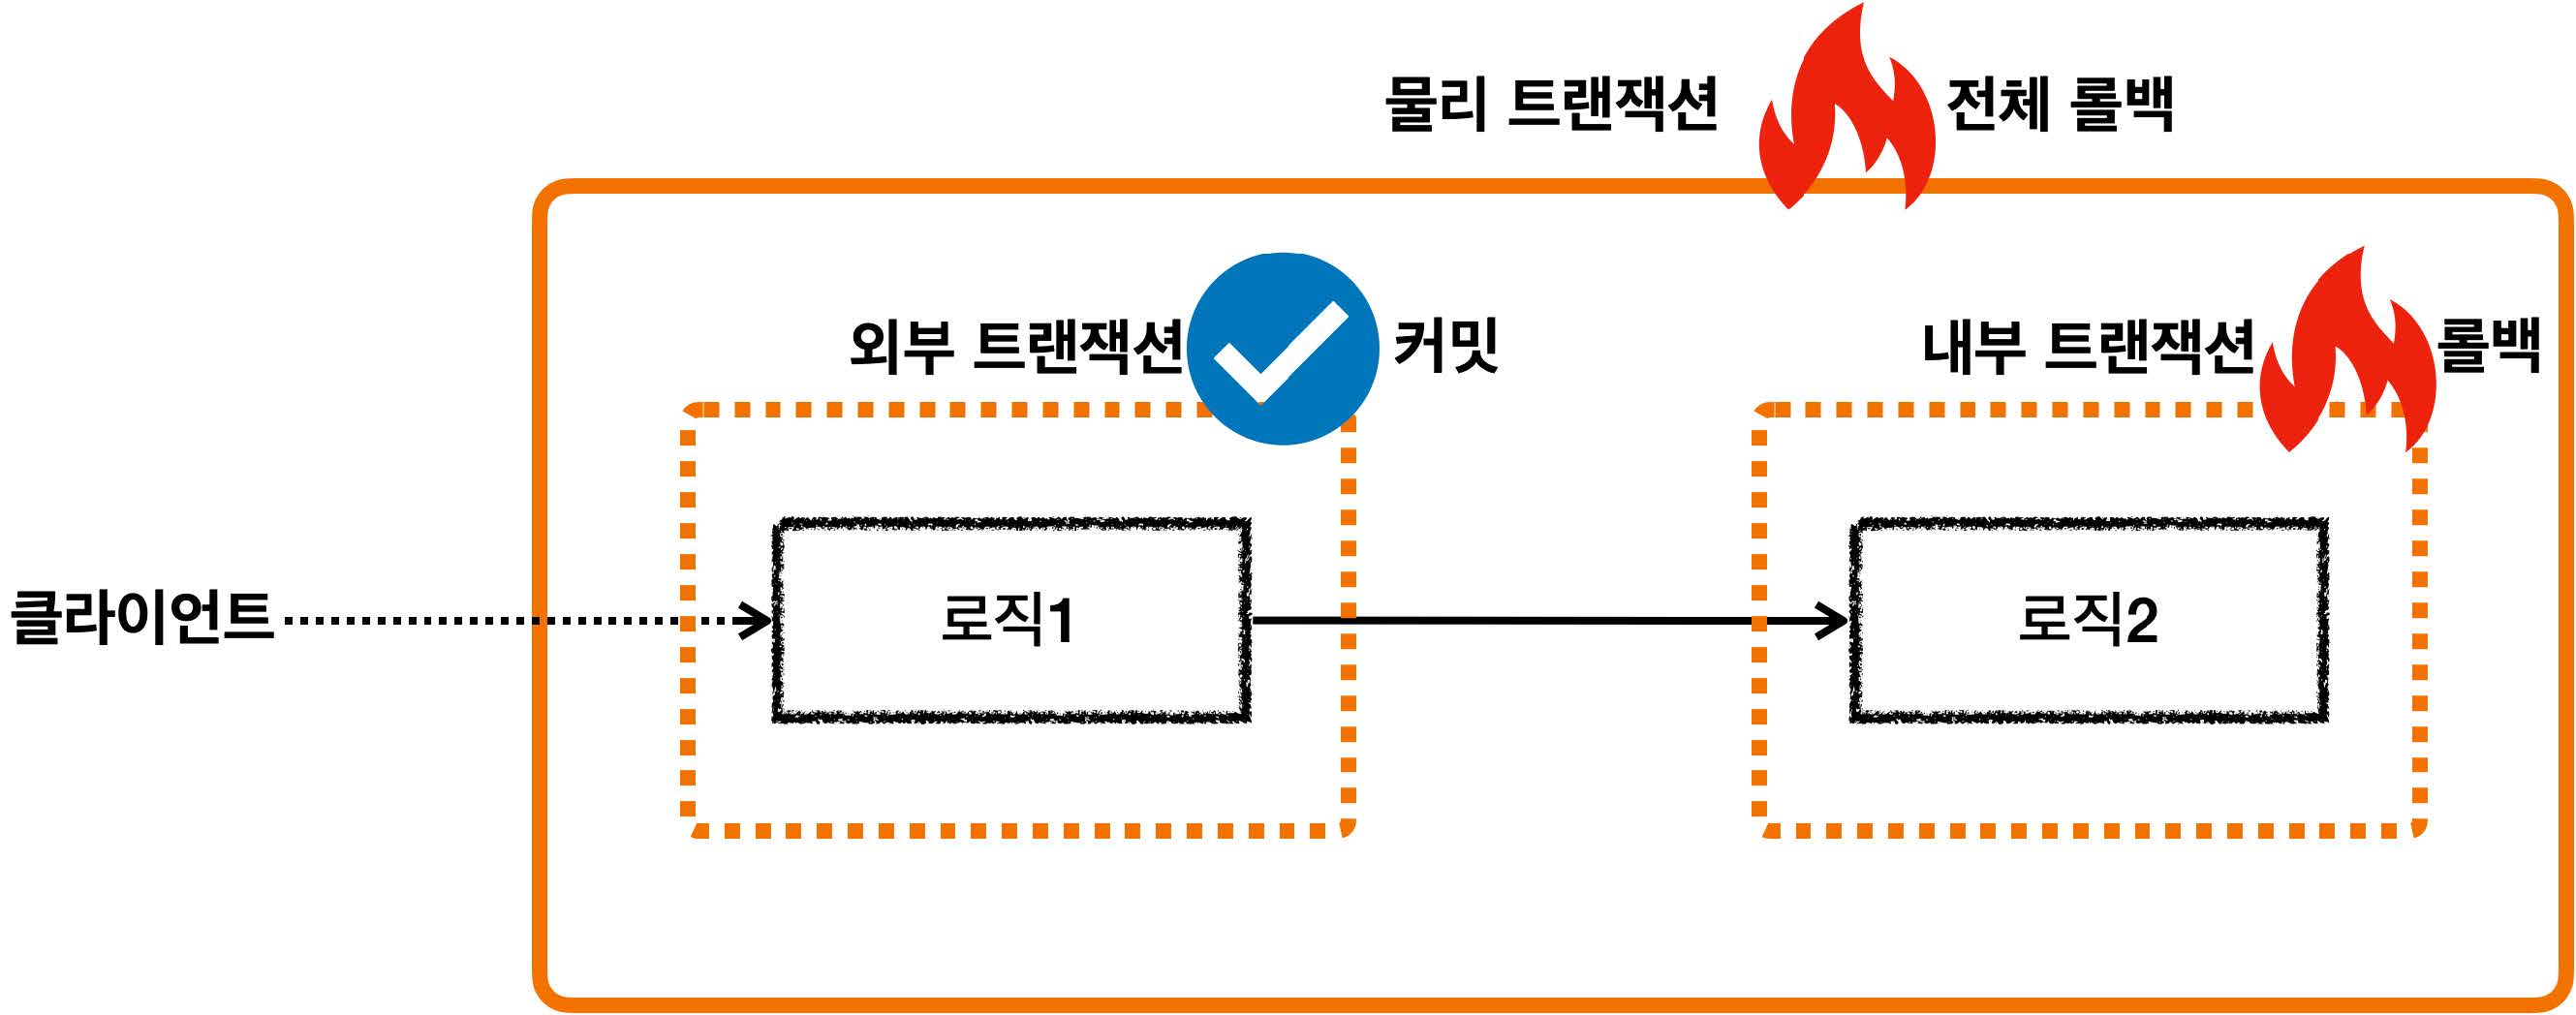 물리 트랜잭션 전체 롤백
외부 트랜잭션 커밋
내부 트랜잭션 롤백
클라이언트
로직1
로직2